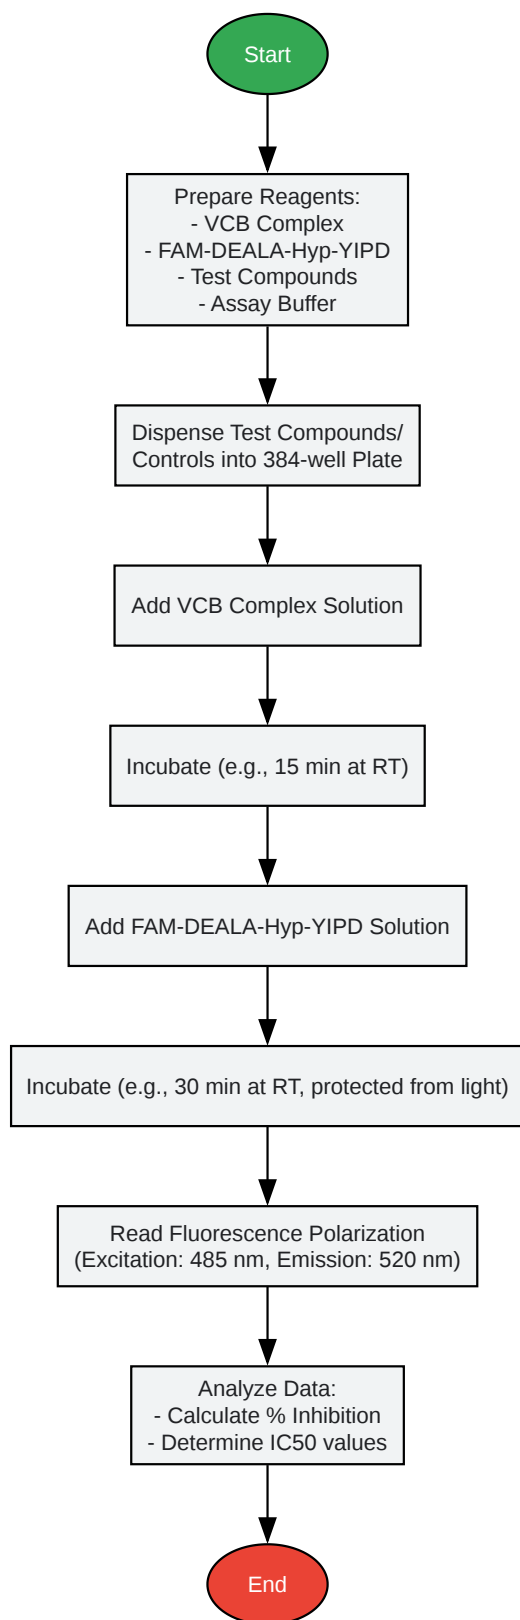 Start
Prepare Reagents:
- VCB Complex
- FAM-DEALA-Hyp-YIPD
- Test Compounds
- Assay Buffer
Dispense Test Compounds/
Controls into 384-well Plate
Add VCB Complex Solution
Incubate (e.g., 15 min at RT)
Add FAM-DEALA-Hyp-YIPD Solution
Incubate (e.g., 30 min at RT, protected from light)
Read Fluorescence Polarization
(Excitation: 485 nm, Emission: 520 nm)
Analyze Data:
- Calculate % Inhibition
- Determine IC50 values
End